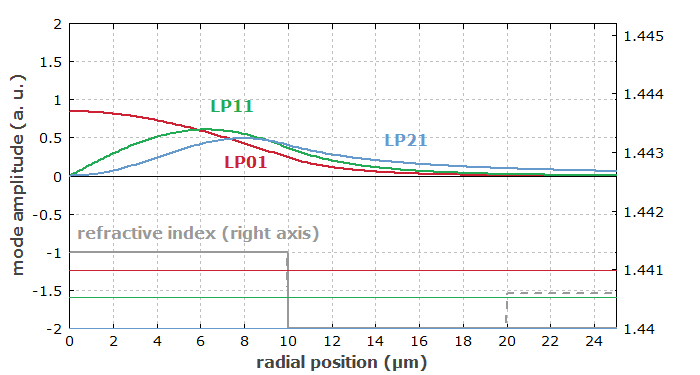 mode amplitude (a. u.)
2
1.5
1
0.5
0
-0.5
-1
-1.5
-2
LP11
LP21
LP01
refractive index (right axis)
1.445
1.444
1.443
1.442
1.441
1.44
0 2 4 6 8 10 12 14 16 18 20 22 24
radial position (µm)